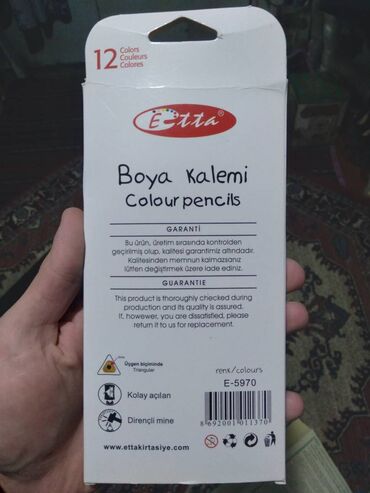 12 Colors
Couleurs
Colores
Etta®
Boya Kalemi
Colour pencils
GARANTİ
Bu ürün, üretim sırasında kontrolden
geçirilmiş olup, kalitesi garantimiz altındadır.
Kalitesinden memnun kalmazsanız
lütfen değiştirmek üzere iade ediniz.
GUARANTIE
This product is thoroughly checked during
production and its quality is assured.
If, however, you are dissatisfied, please
return it to us for replacement.
Üçgen biçiminde
Triangular
Kolay açılan
Dirençli mine
renk/colours
E-5970
8 692001 011370
www.ettakirtasiye.com